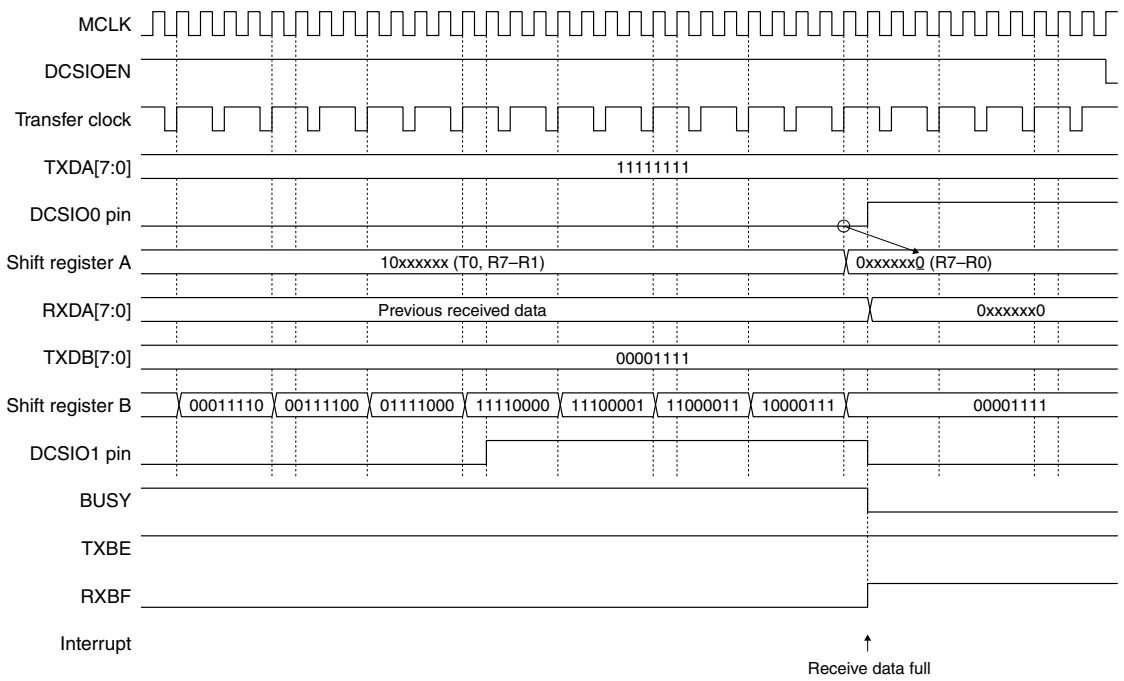 MCLK
DCSIOEN
Transfer clock
TXDA[7:0] 11111111
DCSIO0 pin
Shift register A 10xxxxxx (T0, R7–R1) 0xxxxxx0 (R7–R0)
RXDA[7:0] Previous received data 0xxxxxx0
TXDB[7:0] 00001111
Shift register B 00011110 00111100 01111000 11110000 11100001 11000011 10000111 00001111
DCSIO1 pin
BUSY
TXBE
RXBF
Interrupt
Receive data full